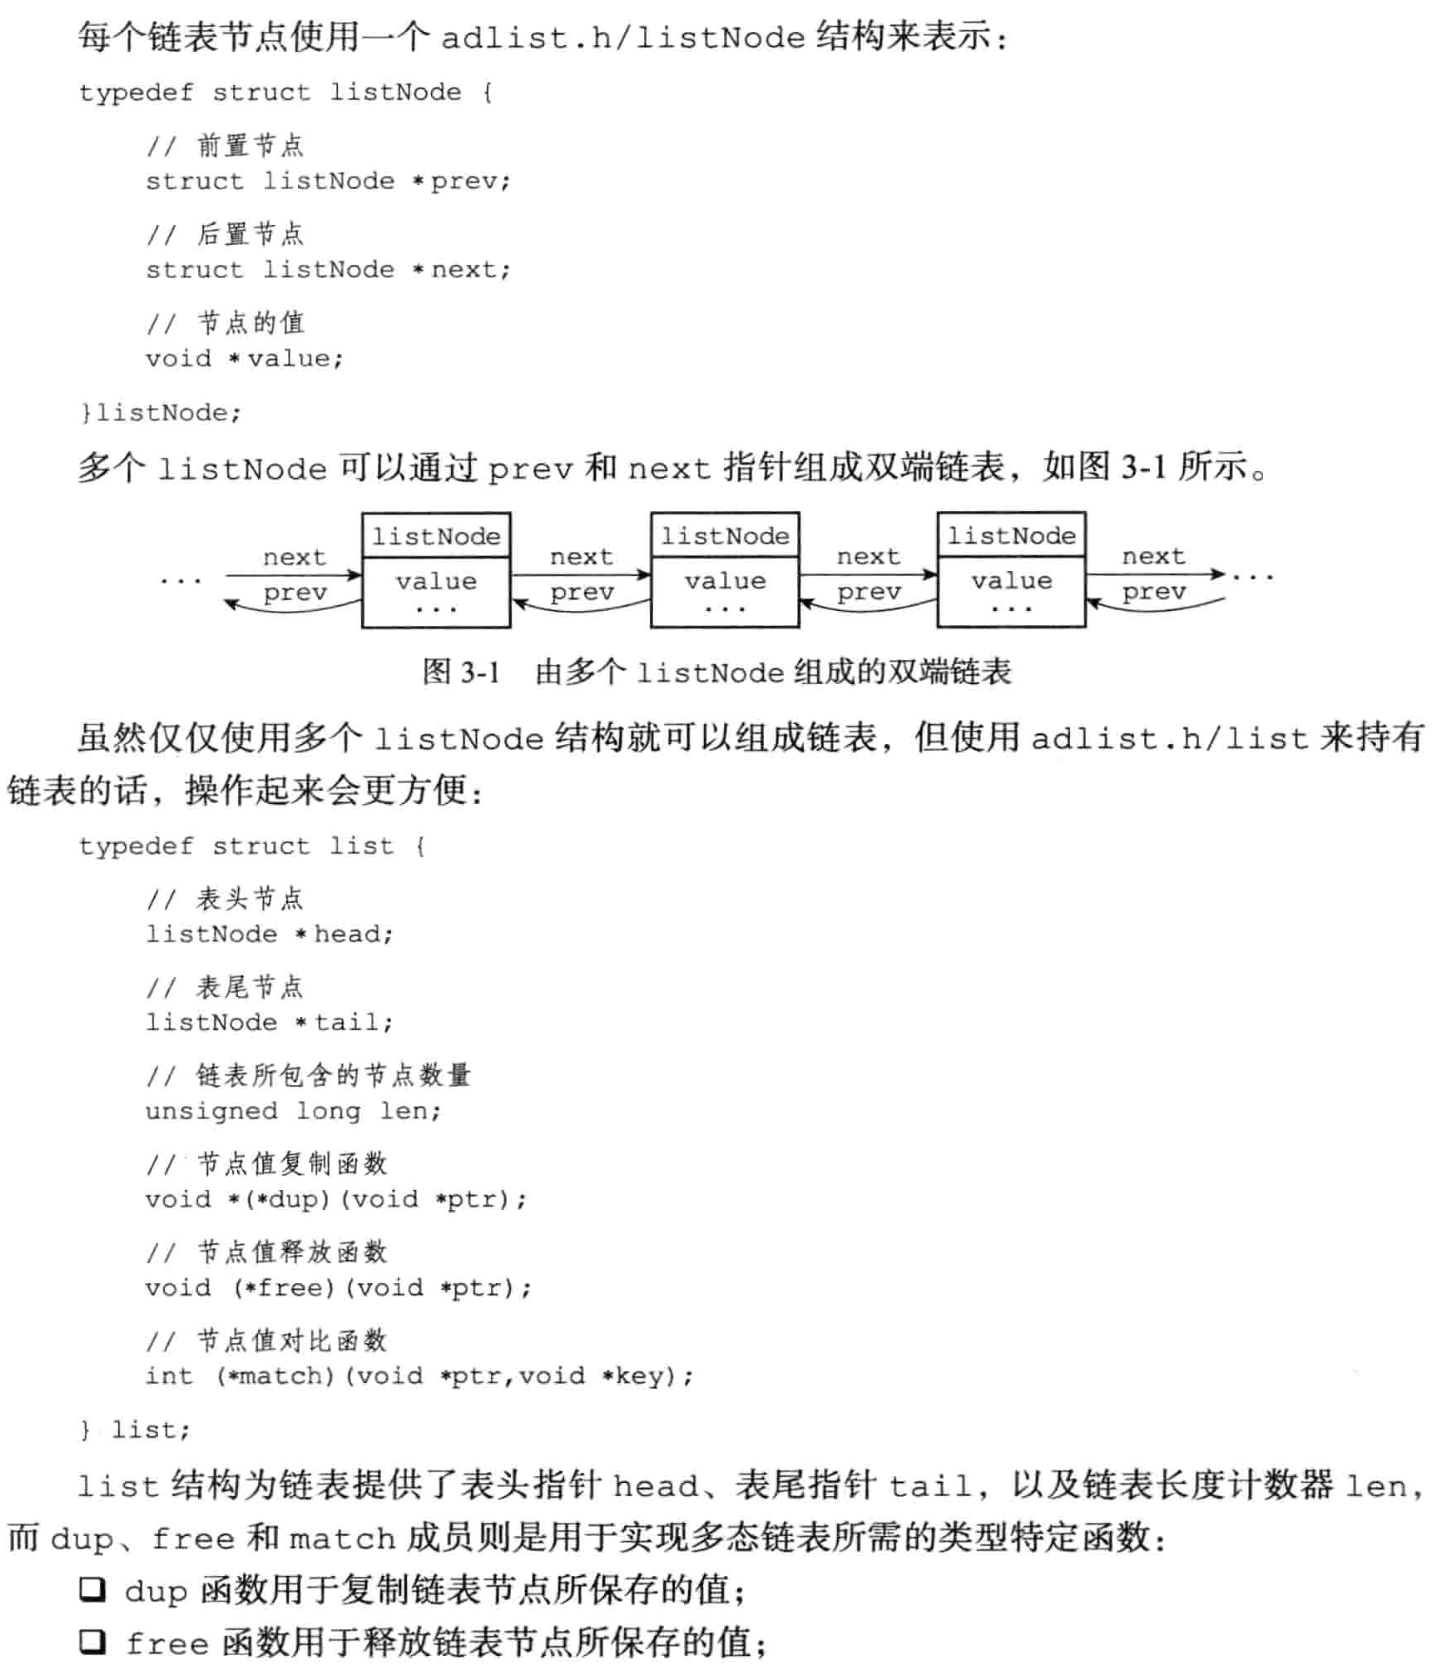 每个链表节点使用一个 adlist.h/listNode 结构来表示：
typedef struct listNode {
// 前置节点
struct listNode *prev;
// 后置节点
struct listNode *next;
// 节点的值
void *value;
}listNode;
多个 listNode 可以通过 prev 和 next 指针组成双端链表，如图 3-1 所示。
listNode listNode listNode
next next next next
... value value value ...
prev prev prev prev
... ... ...
图 3-1 由多个 listNode 组成的双端链表
虽然仅仅使用多个 listNode 结构就可以组成链表，但使用 adlist.h/list 来持有
链表的话，操作起来会更方便：
typedef struct list {
// 表头节点
listNode *head;
// 表尾节点
listNode *tail;
// 链表所包含的节点数量
unsigned long len;
// 节点值复制函数
void *(*dup)(void *ptr);
// 节点值释放函数
void (*free)(void *ptr);
// 节点值对比函数
int (*match)(void *ptr,void *key);
} list;
list 结构为链表提供了表头指针 head、表尾指针 tail，以及链表长度计数器 len，
而 dup、free 和 match 成员则是用于实现多态链表所需的类型特定函数：
❏ dup 函数用于复制链表节点所保存的值；
❏ free 函数用于释放链表节点所保存的值；